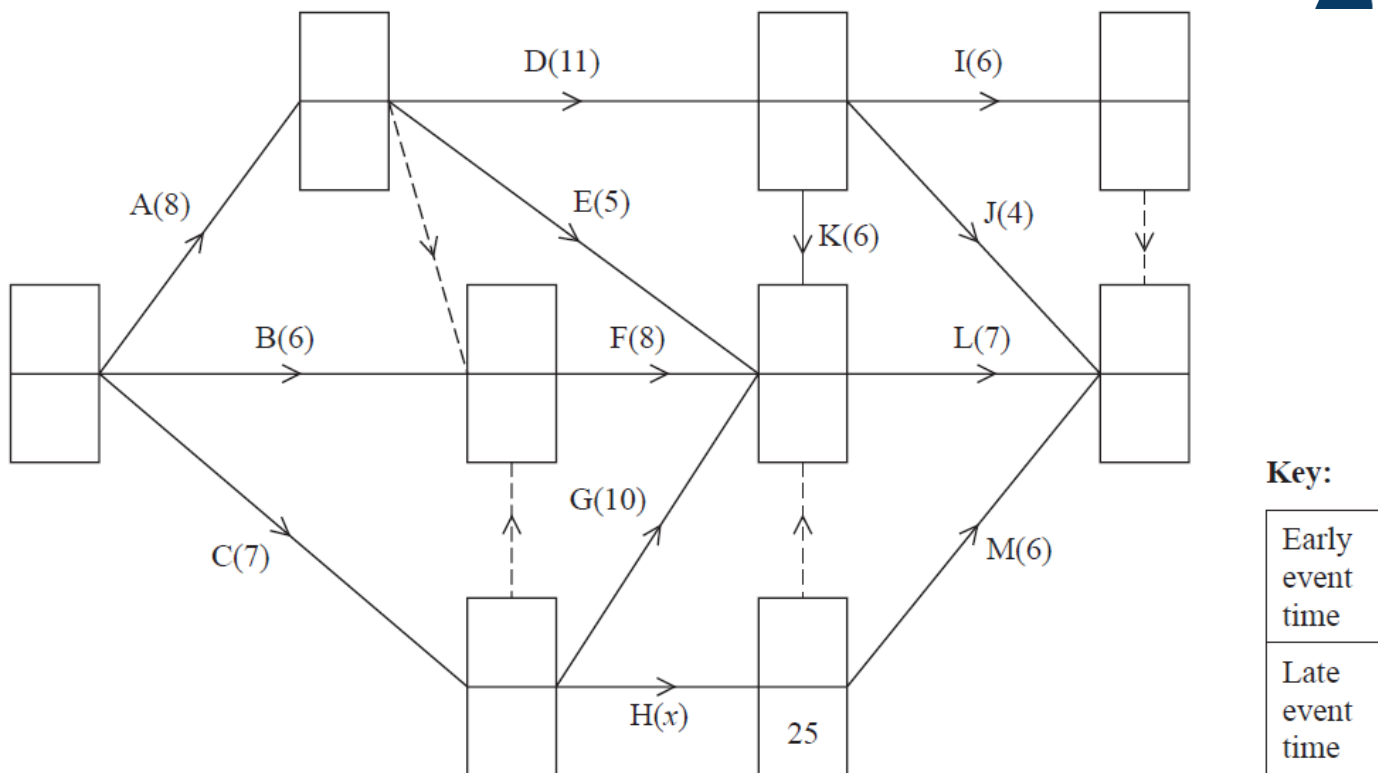 D(11)
I(6)
A(8)
E(5)
J(4)
K(6)
B(6)
F(8)
L(7)
G(10)
C(7)
M(6)
H(x)
25
Key:
Early
event
time
Late
event
time